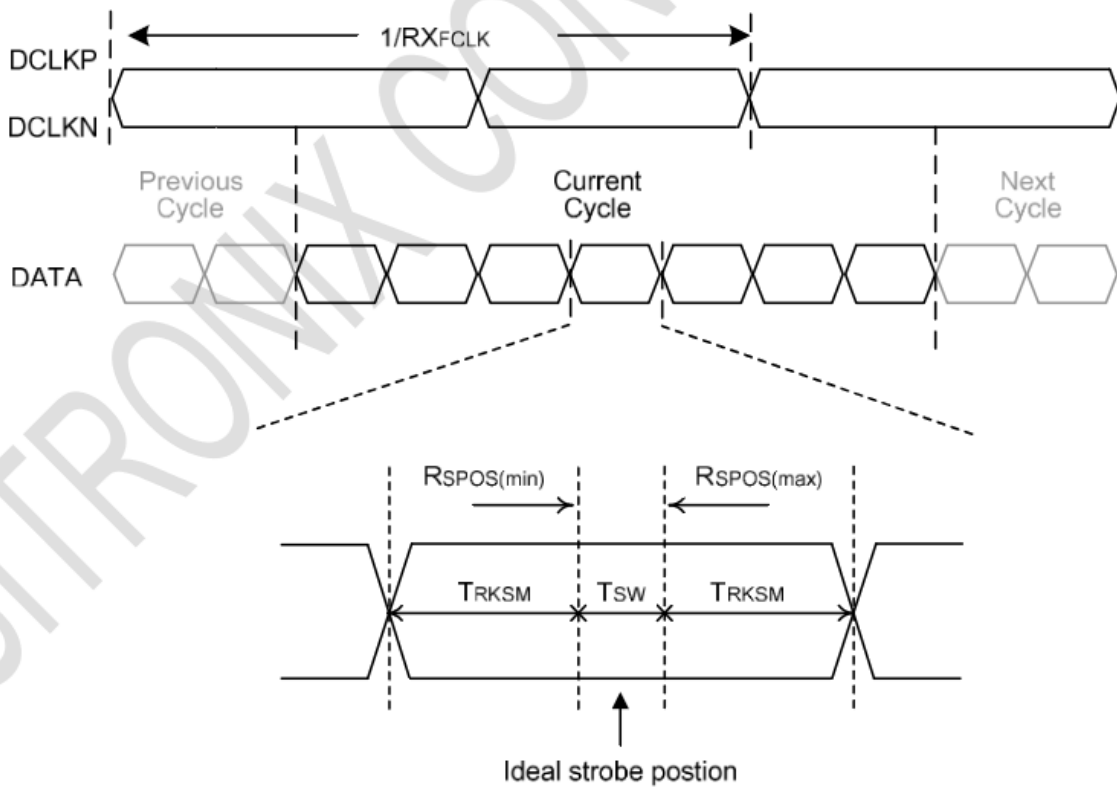 1/RXFCLK
DCLKP
DCLKN
Previous
Cycle
Current
Cycle
Next
Cycle
DATA
RSPOS(min)
RSPOS(max)
TRKSM
TSW
TRKSM
Ideal strobe postion